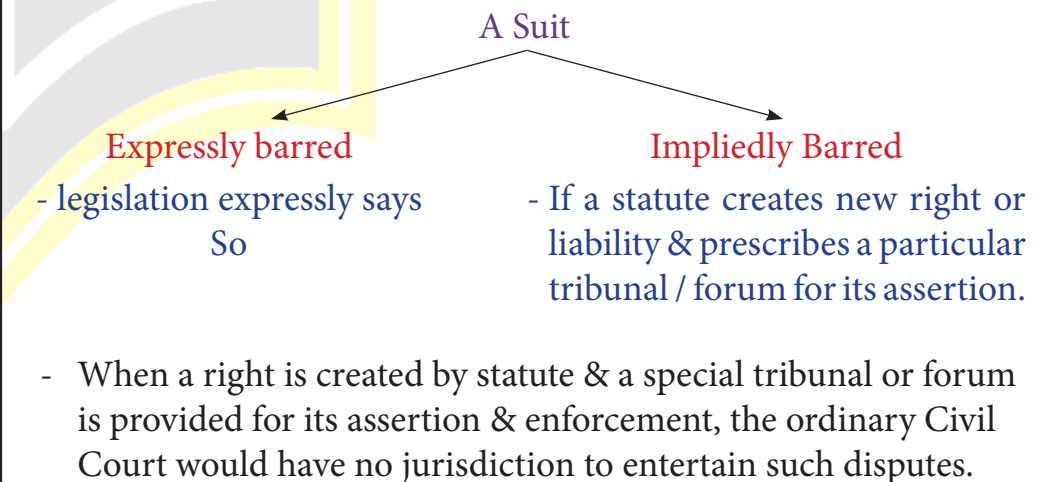 A Suit
Expressly barred
- legislation expressly says
So
Impliedly Barred
- If a statute creates new right or
liability & prescribes a particular
tribunal / forum for its assertion.
- When a right is created by statute & a special tribunal or forum
is provided for its assertion & enforcement, the ordinary Civil
Court would have no jurisdiction to entertain such disputes.